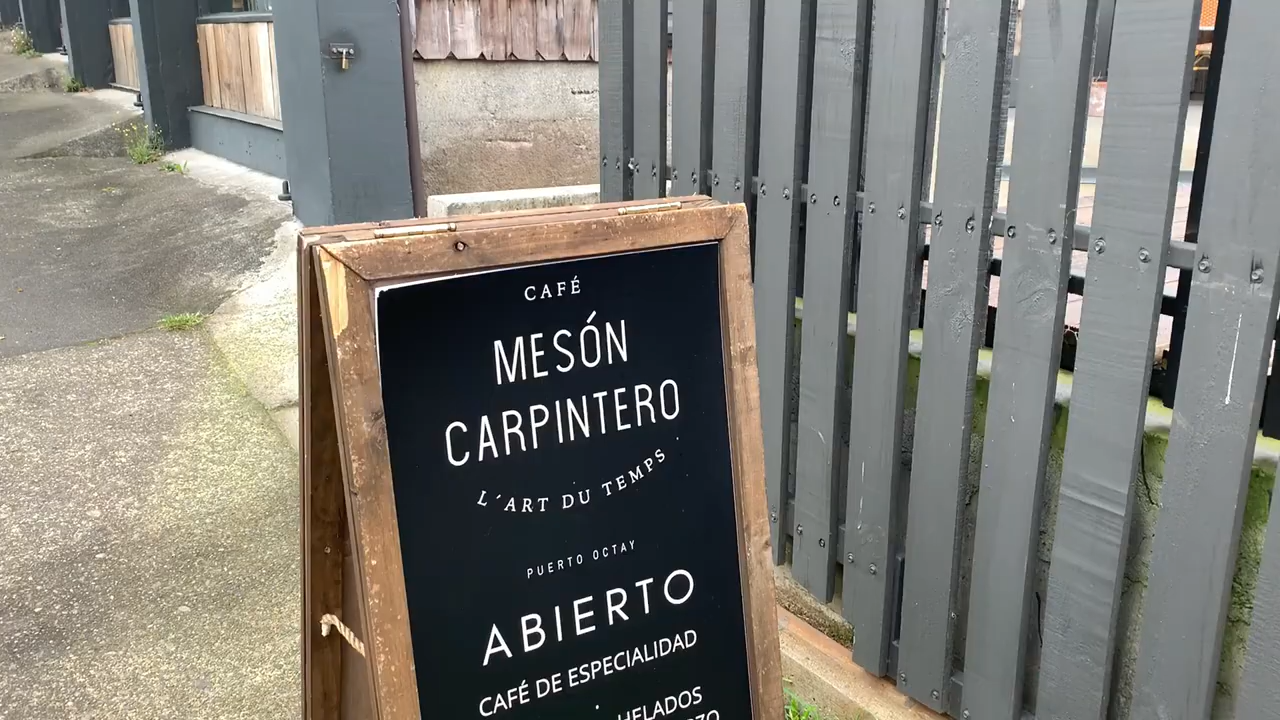 CAFÉ
MESÓN
CARPINTERO
L´ART DU TEMPS
PUERTO OCTAY
ABIERTO
CAFÉ DE ESPECIALIDAD
HELADOS